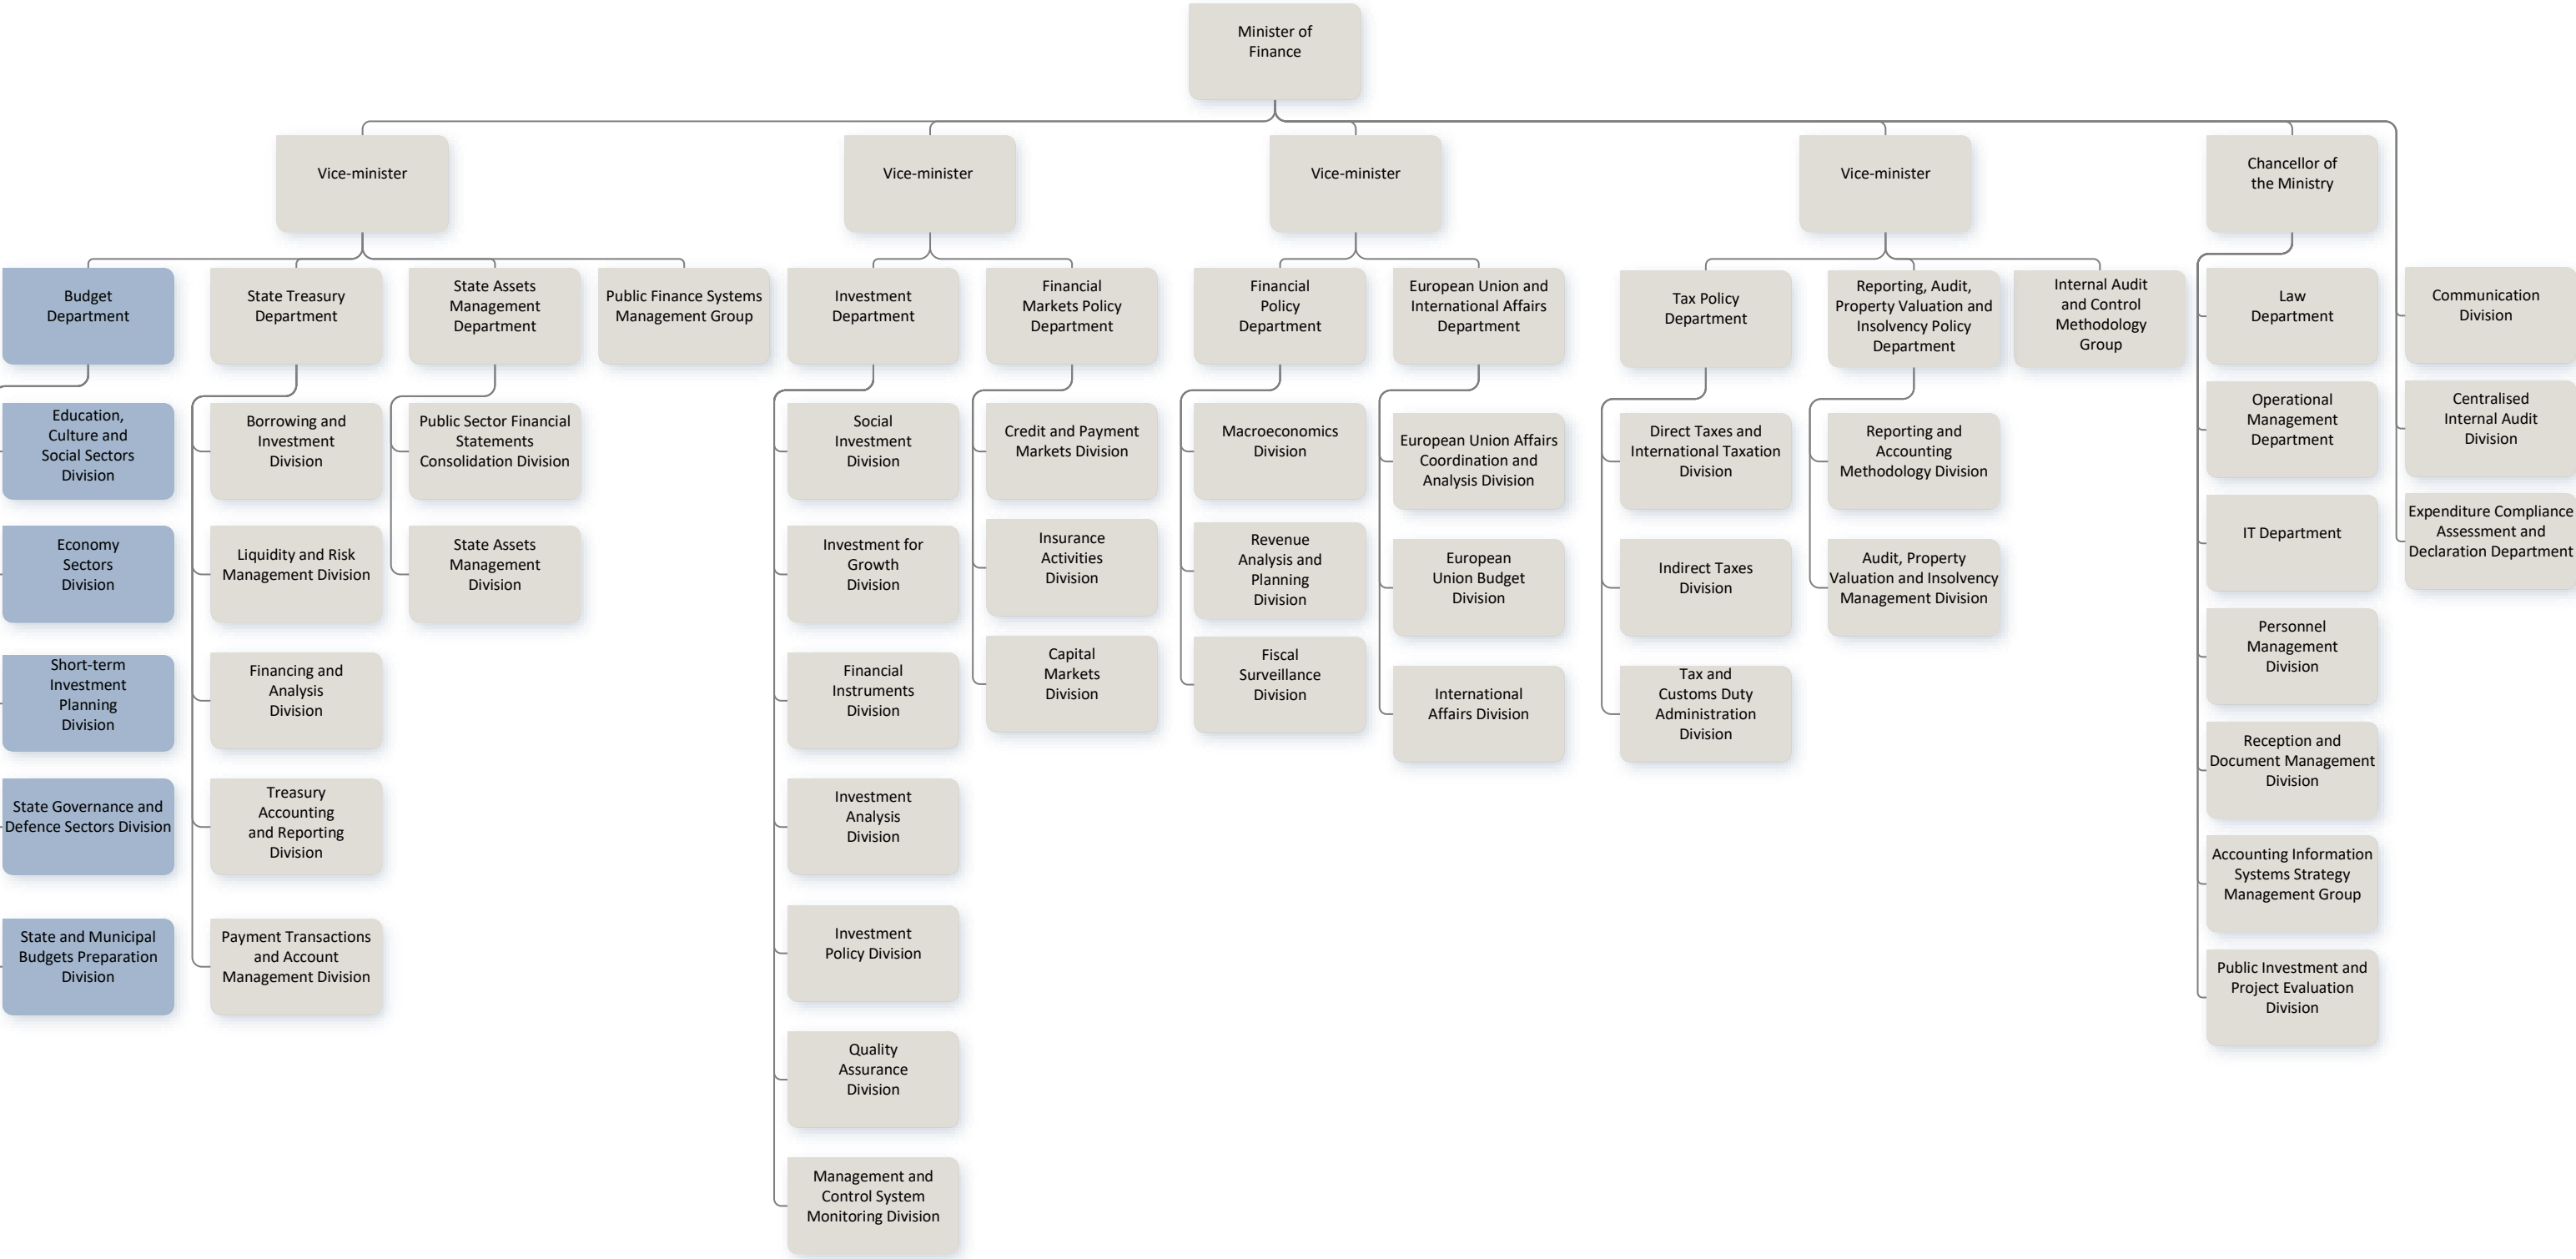 Minister of
Finance
Vice-minister
Vice-minister
Vice-minister
Vice-minister
Chancellor of
the Ministry
Budget
Department
State Treasury
Department
State Assets
Management
Department
Public Finance Systems
Management Group
Investment
Department
Financial
Markets Policy
Department
Financial
Policy
Department
European Union and
International Affairs
Department
Tax Policy
Department
Reporting, Audit,
Property Valuation and
Insolvency Policy
Department
Internal Audit
and Control
Methodology
Group
Law
Department
Communication
Division
Education,
Culture and
Social Sectors
Division
Economy
Sectors
Division
Short-term
Investment
Planning
Division
State Governance and
Defence Sectors Division
State and Municipal
Budgets Preparation
Division
Borrowing and
Investment
Division
Liquidity and Risk
Management Division
Financing and
Analysis
Division
Treasury
Accounting
and Reporting
Division
Payment Transactions
and Account
Management Division
Public Sector Financial
Statements
Consolidation Division
State Assets
Management
Division
Social
Investment
Division
Investment for
Growth
Division
Financial
Instruments
Division
Investment
Analysis
Division
Investment
Policy Division
Quality
Assurance
Division
Management and
Control System
Monitoring Division
Credit and Payment
Markets Division
Insurance
Activities
Division
Capital
Markets
Division
Macroeconomics
Division
Revenue
Analysis and
Planning
Division
Fiscal
Surveillance
Division
European Union Affairs
Coordination and
Analysis Division
European
Union Budget
Division
International
Affairs Division
Direct Taxes and
International Taxation
Division
Indirect Taxes
Division
Tax and
Customs Duty
Administration
Division
Reporting and
Accounting
Methodology Division
Audit, Property
Valuation and Insolvency
Management Division
Operational
Management
Department
IT Department
Personnel
Management
Division
Reception and
Document Management
Division
Accounting Information
Systems Strategy
Management Group
Public Investment and
Project Evaluation
Division
Centralised
Internal Audit
Division
Expenditure Compliance
Assessment and
Declaration Department